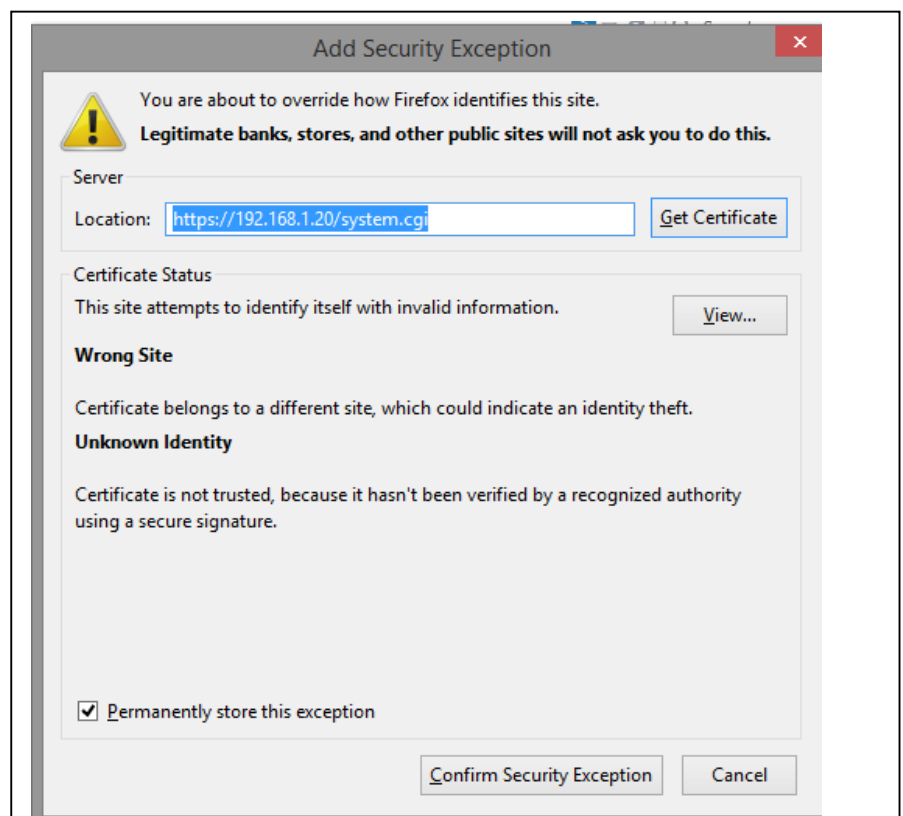 Add Security Exception
You are about to override how Firefox identifies this site.
Legitimate banks, stores, and other public sites will not ask you to do this.
Server
Location: https://192.168.1.20/system.cgi Get Certificate
Certificate Status
This site attempts to identify itself with invalid information. View...
Wrong Site
Certificate belongs to a different site, which could indicate an identity theft.
Unknown Identity
Certificate is not trusted, because it hasn't been verified by a recognized authority
using a secure signature.
Permanently store this exception
Confirm Security Exception Cancel